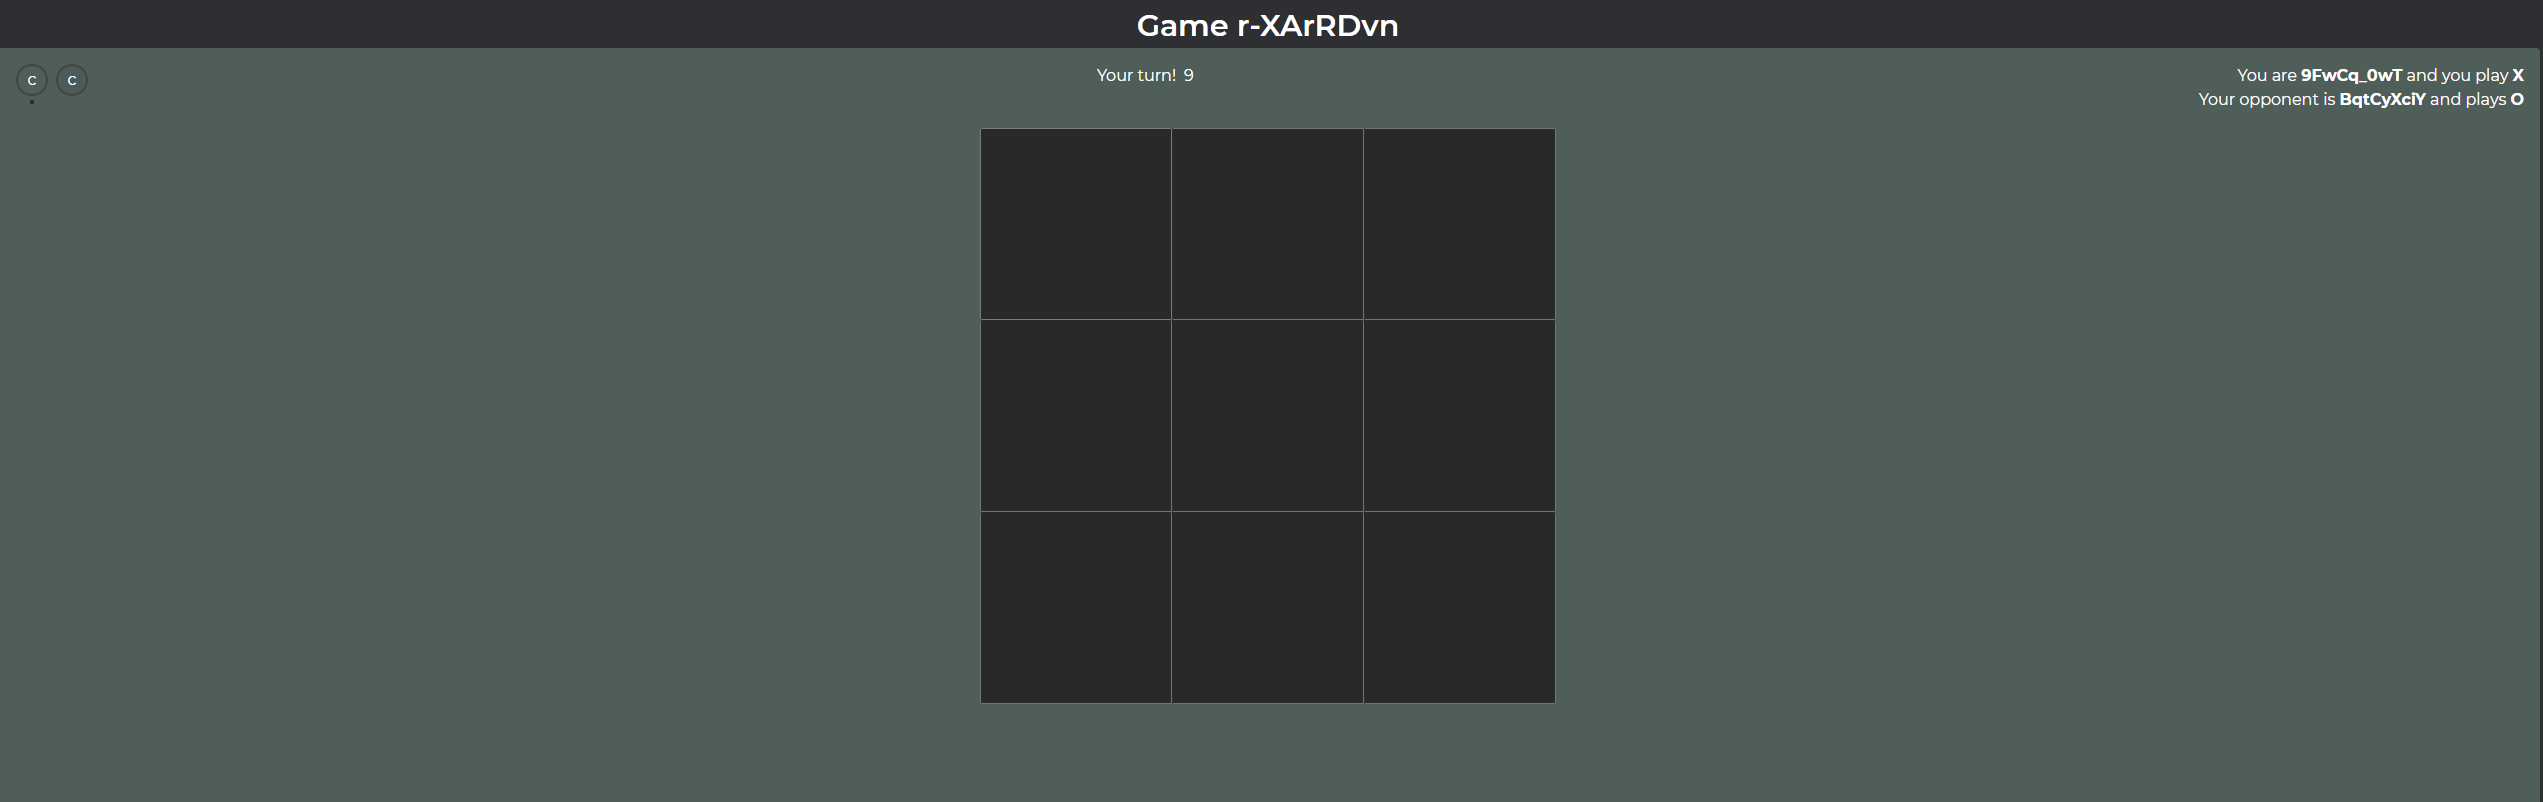 Game r-XArRDvn
C C
Your turn! 9
You are 9FwCq_0wT and you play X
Your opponent is BqtCyXciY and plays O